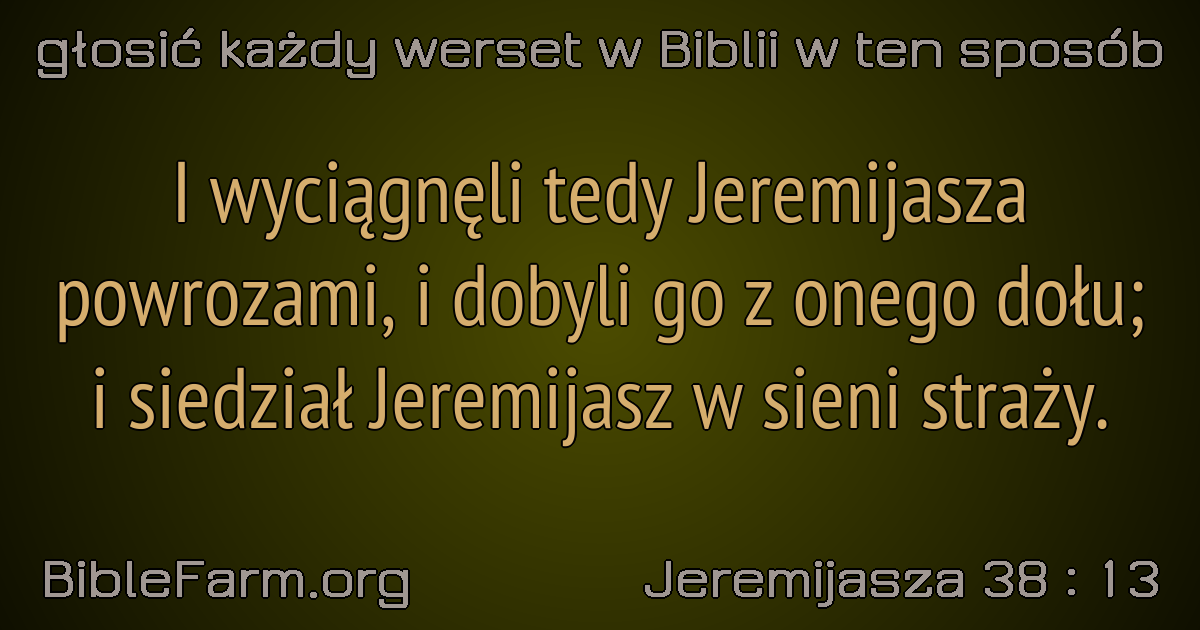 głosić każdy werset w Biblii w ten sposób
I wyciągnęli tedy Jeremijasza
powrozami, i dobyli go z onego dołu;
i siedział Jeremijasz w sieni straży.
BibleFarm.org
Jeremijasza 38 : 13